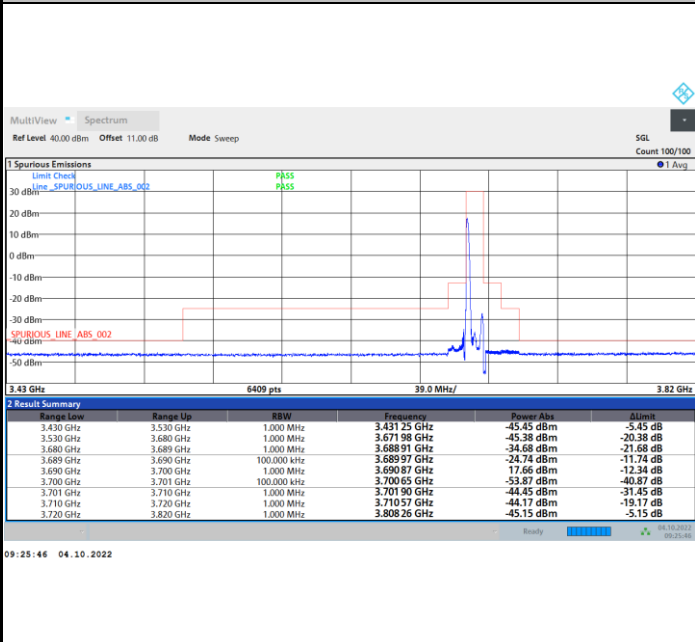 MultiView Spectrum
Ref Level 40.00 dBm Offset 11.00 dB Mode Sweep SGL
Count 100/100
1 Spurious Emissions 1 Avg
Limit Check PASS
Line _SPURIOUS_LINE_ABS_002 PASS
30 dBm
20 dBm
10 dBm
0 dBm
-10 dBm
-20 dBm
-30 dBm
_SPURIOUS_LINE_ABS_002
-40 dBm
-50 dBm
3.43 GHz 6409 pts 39.0 MHz/ 3.82 GHz
2 Result Summary
Range Low Range Up RBW Frequency Power Abs ΔLimit
3.430 GHz 3.530 GHz 1.000 MHz 3.431 25 GHz -45.45 dBm -5.45 dB
3.530 GHz 3.680 GHz 1.000 MHz 3.671 98 GHz -45.38 dBm -20.38 dB
3.680 GHz 3.689 GHz 1.000 MHz 3.688 91 GHz -34.68 dBm -21.68 dB
3.689 GHz 3.690 GHz 100.000 kHz 3.689 97 GHz -24.74 dBm -11.74 dB
3.690 GHz 3.700 GHz 1.000 MHz 3.690 87 GHz 17.66 dBm -12.34 dB
3.700 GHz 3.701 GHz 100.000 kHz 3.700 65 GHz -53.87 dBm -40.87 dB
3.701 GHz 3.710 GHz 1.000 MHz 3.701 90 GHz -44.45 dBm -31.45 dB
3.710 GHz 3.720 GHz 1.000 MHz 3.710 57 GHz -44.17 dBm -19.17 dB
3.720 GHz 3.820 GHz 1.000 MHz 3.808 26 GHz -45.15 dBm -5.15 dB
Ready 04.10.2022
09:25:46
09:25:46 04.10.2022